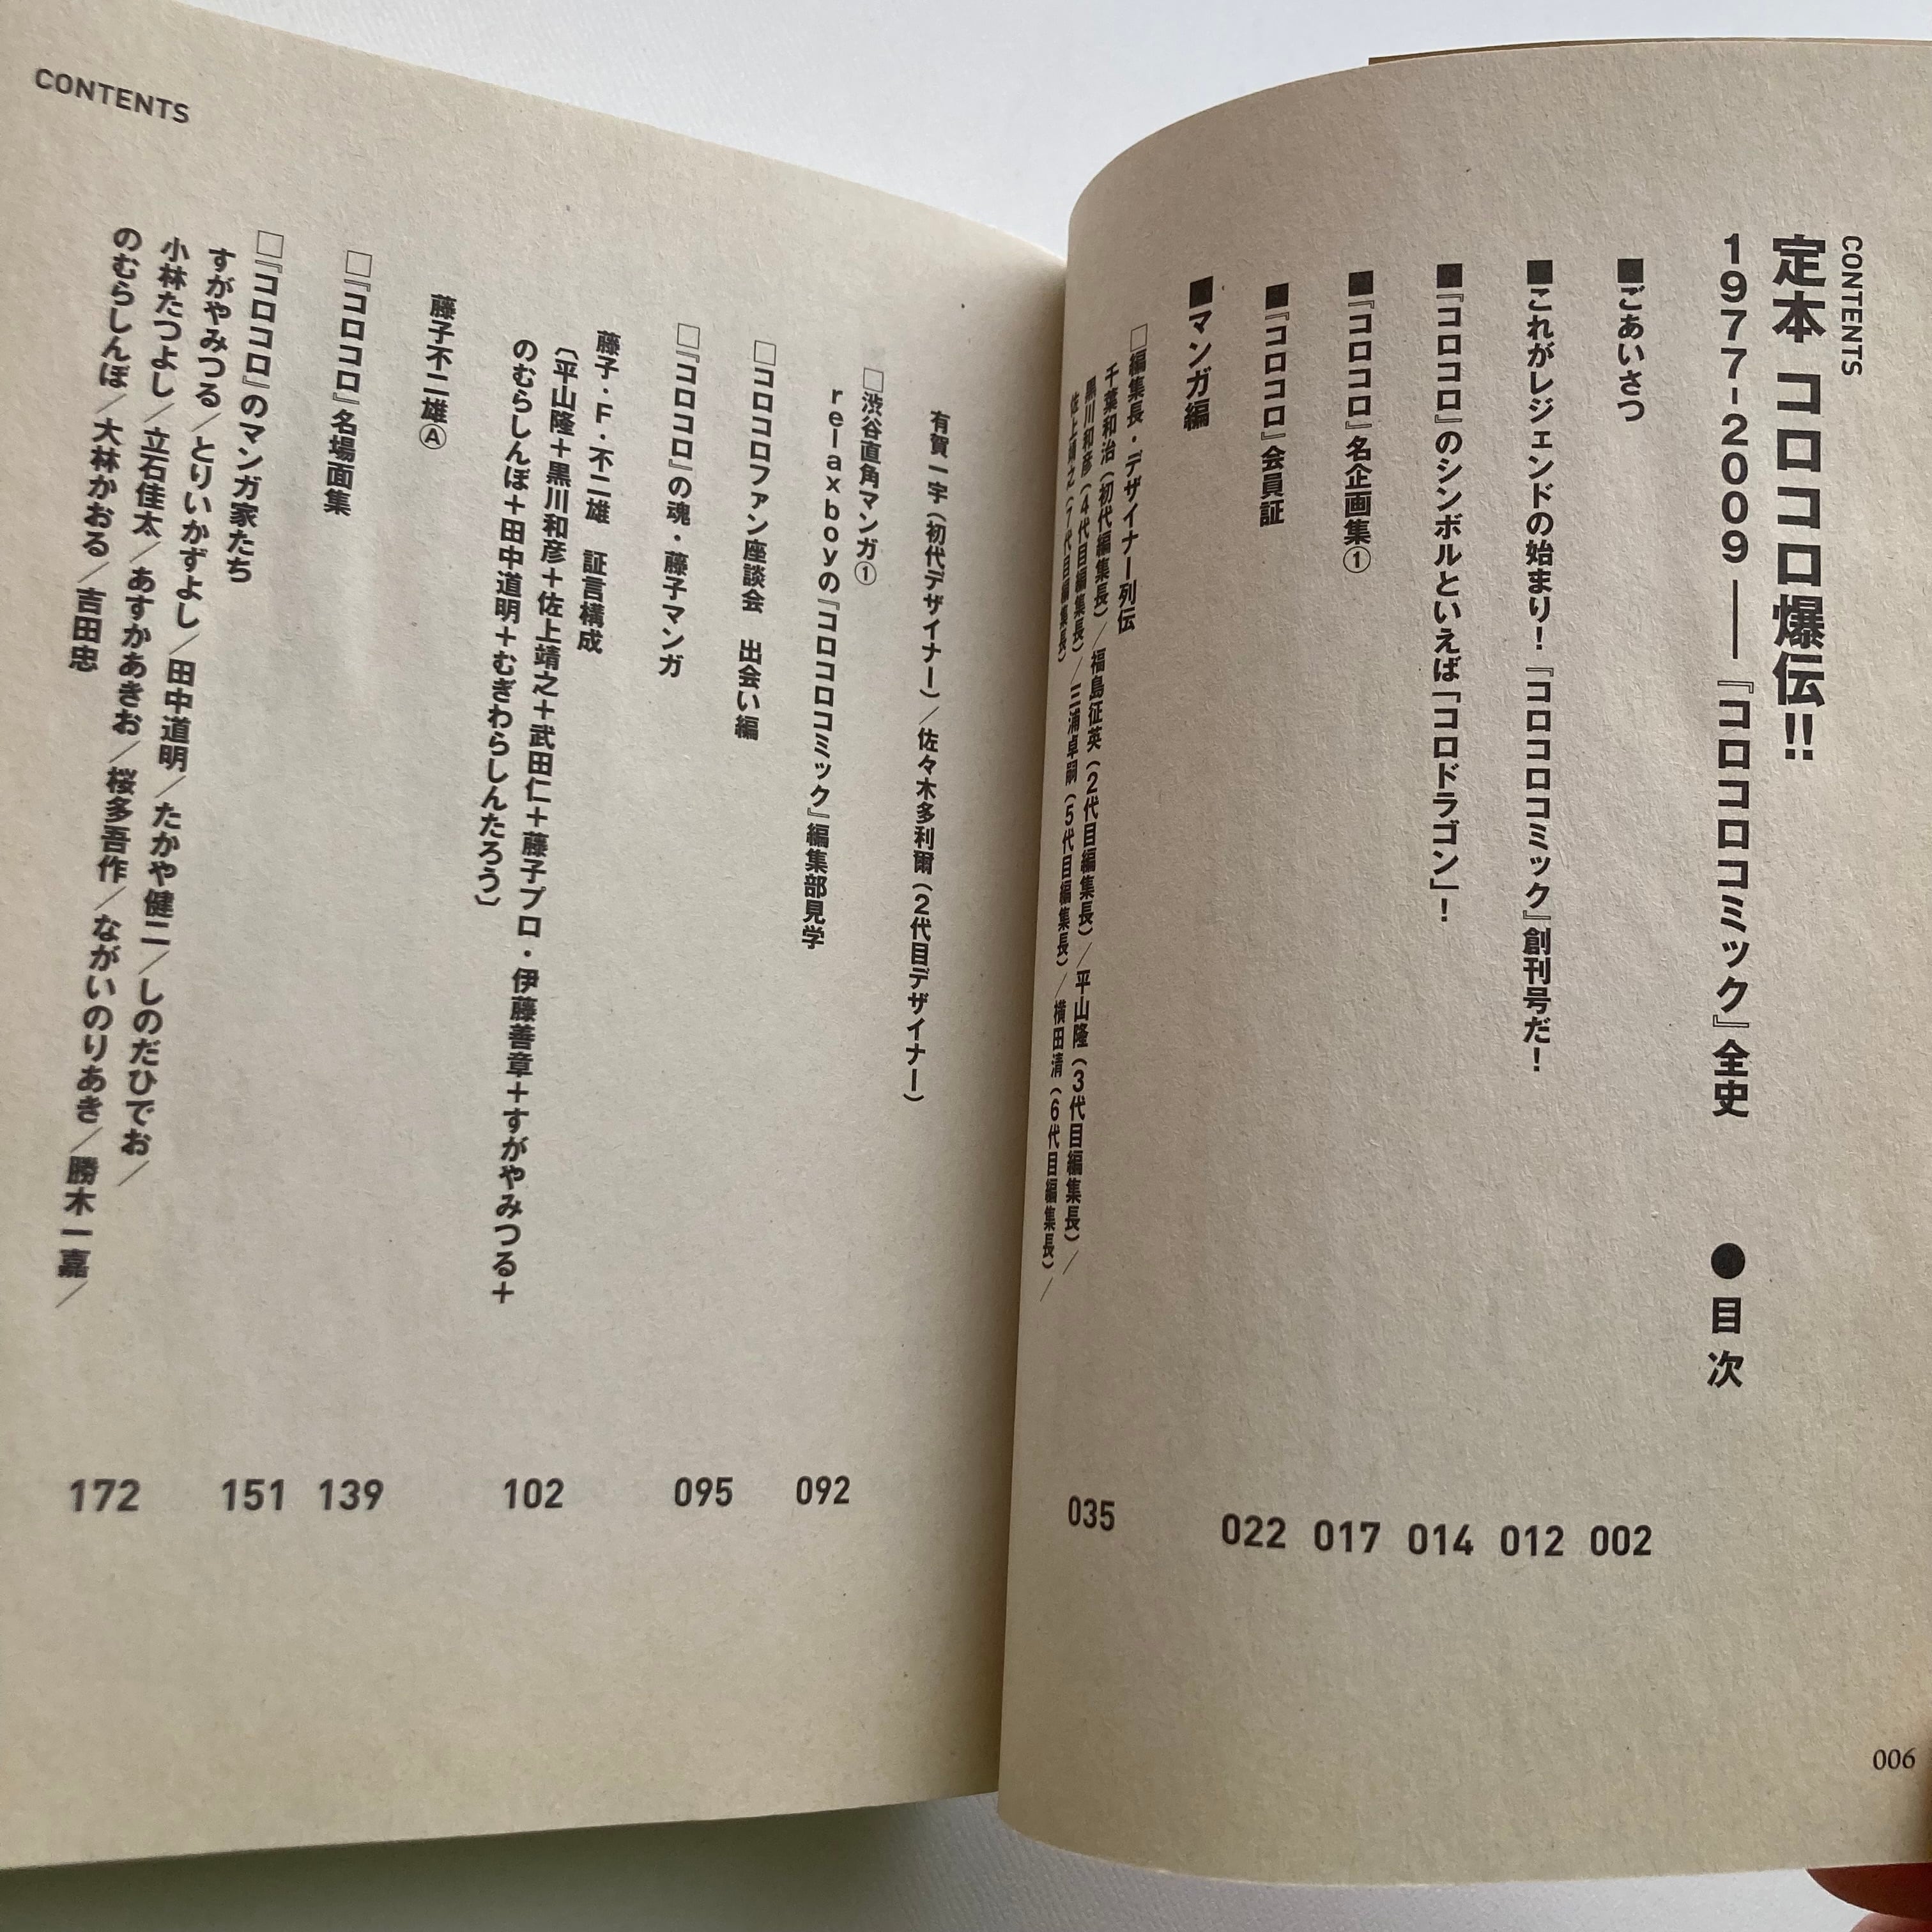 CONTENTS
定本 コロコロ爆伝!!
1977-2009——『コロコロコミック』全史 ●目次
■ごあいさつ 002
■これがレジェンドの始まり！『コロコロコミック』創刊号だ！ 012
■『コロコロ』のシンボルといえば「コロドラゴン」！ 014
■『コロコロ』名企画集① 017
■『コロコロ』会員証 022
■マンガ編
□編集長・デザイナー列伝 035
千葉和治（初代編集長）／福島征英（2代目編集長）／平山隆（3代目編集長）／
黒川和彦（4代目編集長）／三浦卓嗣（5代目編集長）／横田清（6代目編集長）／
佐上靖之（7代目編集長）
006
有賀一宇（初代デザイナー）／佐々木多利爾（2代目デザイナー）
□渋谷直角マンガ①
relaxboyの『コロコロコミック』編集部見学 092
□コロコロファン座談会 出会い編 095
□『コロコロ』の魂・藤子マンガ
藤子・F・不二雄 証言構成 102
〔平山隆＋黒川和彦＋佐上靖之＋武田仁＋藤子プロ・伊藤善章＋すがやみつる＋
のむらしんぼ＋田中道明＋むぎわらしんたろう〕
藤子不二雄Ⓐ 139
□『コロコロ』名場面集 151
□『コロコロ』のマンガ家たち 172
すがやみつる／とりいかずよし／田中道明／たかや健二／しのだひでお／
小林たつよし／立石佳太／あすかあきお／桜多吾作／ながいのりあき／勝木一嘉／
のむらしんぼ／大林かおる／吉田忠
CONTENTS